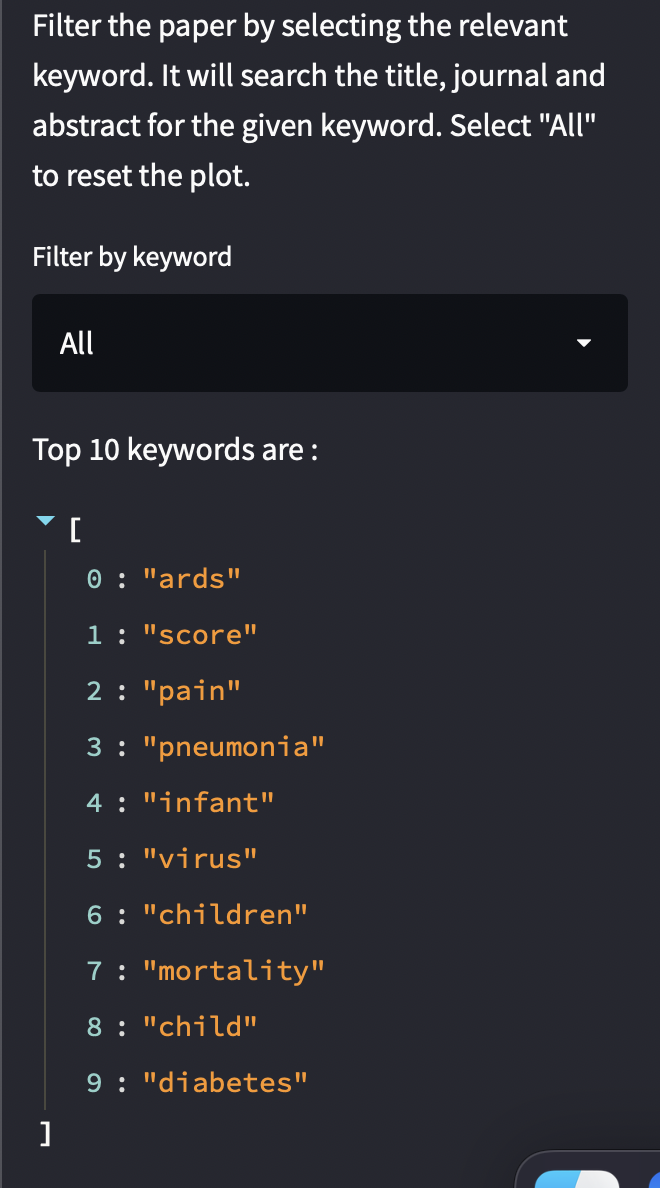 Filter the paper by selecting the relevant
keyword. It will search the title, journal and
abstract for the given keyword. Select "All"
to reset the plot.
Filter by keyword
All
Top 10 keywords are :
[
0 : "ards"
1 : "score"
2 : "pain"
3 : "pneumonia"
4 : "infant"
5 : "virus"
6 : "children"
7 : "mortality"
8 : "child"
9 : "diabetes"
]